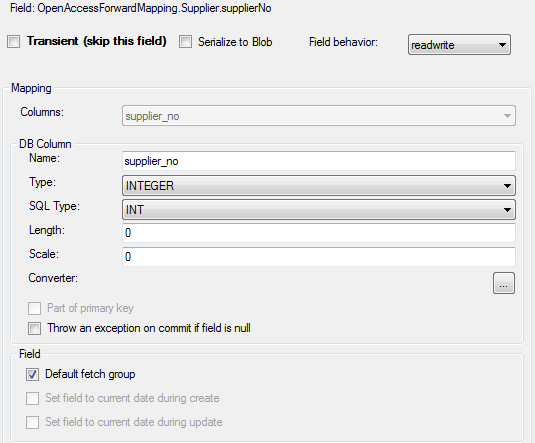 Field: OpenAccessForwardMapping.Supplier.supplierNo
Transient (skip this field) Serialize to Blob Field behavior: readwrite
Mapping
Columns: supplier_no
DB Column
Name: supplier_no
Type: INTEGER
SQL Type: INT
Length: 0
Scale: 0
Converter: ...
Part of primary key
Throw an exception on commit if field is null
Field
Default fetch group
Set field to current date during create
Set field to current date during update